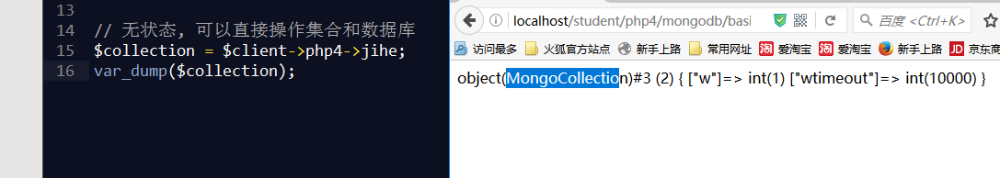 13
14 // 无状态, 可以直接操作集合和数据库
15 $collection = $client->php4->jihe;
16 var_dump($collection);
localhost/student/php4/mongodb/basi
百度 <Ctrl+K>
访问最多 火狐官方站点 新手上路 常用网址 爱淘宝 爱淘宝 新手上路 JD 京东商
object(MongoCollection)#3 (2) { ["w"]=> int(1) ["wtimeout"]=> int(10000) }